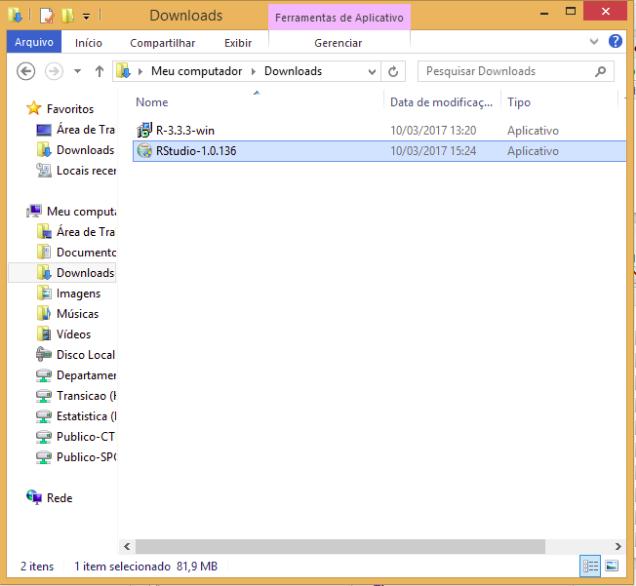 Downloads
Ferramentas de Aplicativo
Arquivo Início Compartilhar Exibir Gerenciar
Meu computador Downloads
Pesquisar Downloads
Nome Data de modificaç... Tipo
R-3.3.3-win 10/03/2017 13:20 Aplicativo
RStudio-1.0.136 10/03/2017 15:24 Aplicativo
Favoritos
Área de Tra
Downloads
Locais recer
Meu computa
Área de Tra
Documento
Downloads
Imagens
Músicas
Vídeos
Disco Local
Departamer
Transicao (H
Estatistica (I
Publico-CT
Publico-SPO
Rede
2 itens 1 item selecionado 81,9 MB